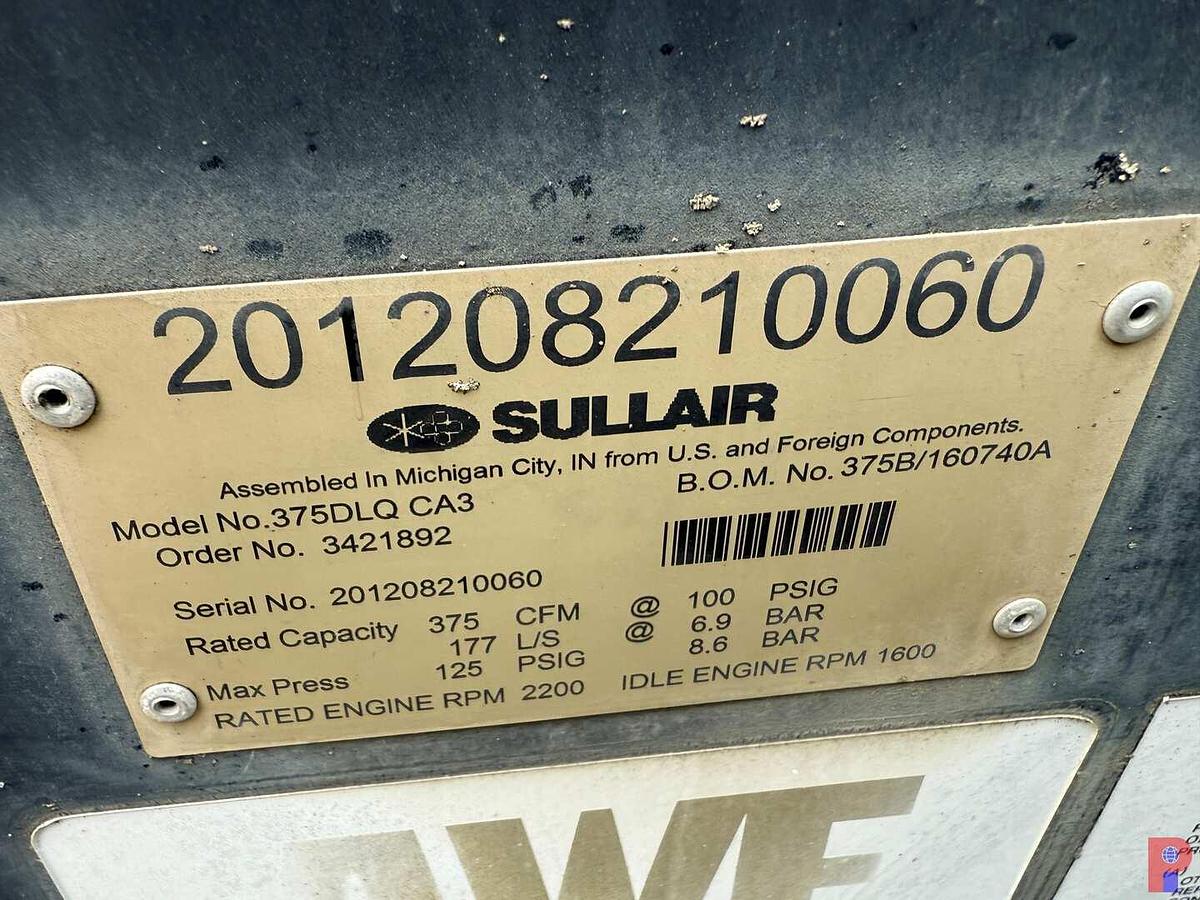 201208210060
SULLAIR
Assembled In Michigan City, IN from U.S. and Foreign Components.
Model No.375DLQ CA3
B.O.M. No. 375B/160740A
Order No. 3421892
Serial No. 201208210060
Rated Capacity 375 CFM @ 100 PSIG
177 L/S @ 6.9 BAR
Max Press 125 PSIG 8.6 BAR
RATED ENGINE RPM 2200 IDLE ENGINE RPM 1600
AWF